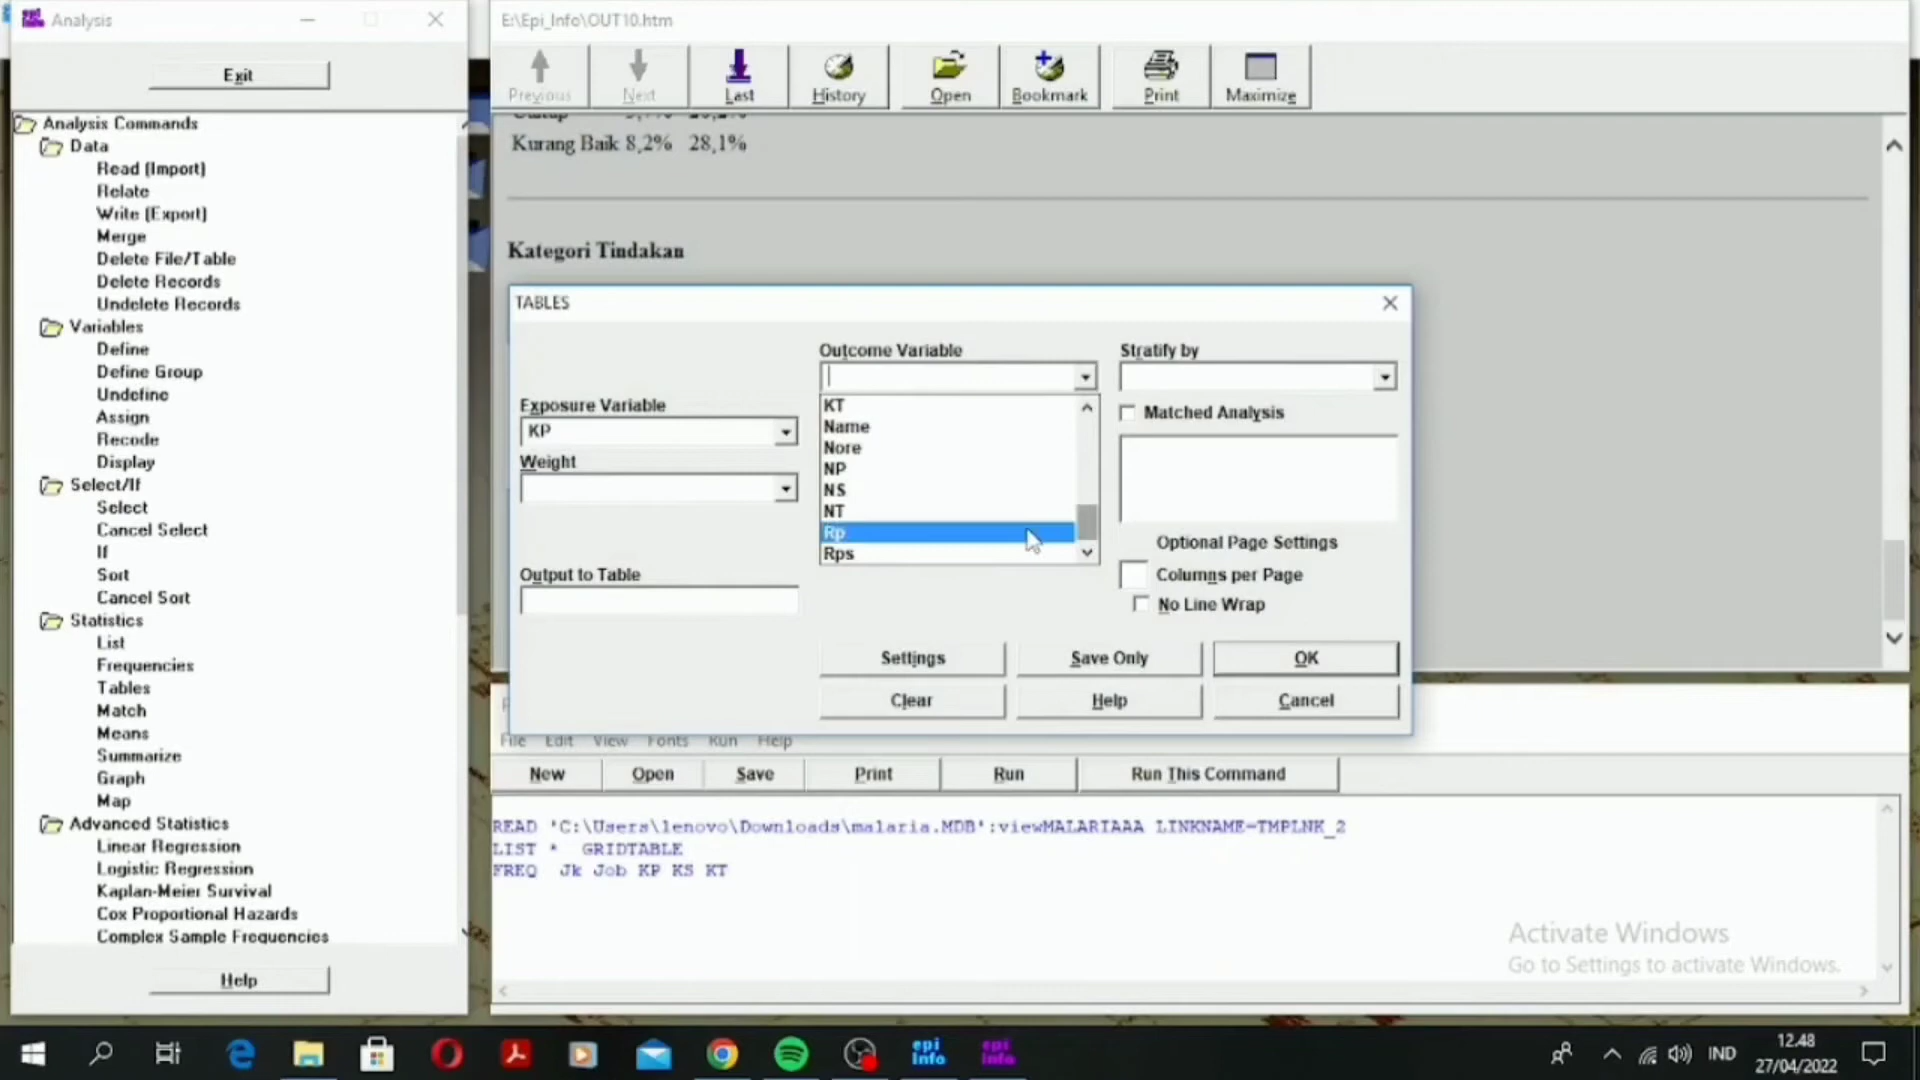 Analysis
Exit
Analysis Commands
Data
Read (Import)
Relate
Write (Export)
Merge
Delete File/Table
Delete Records
Undelete Records
Variables
Define
Define Group
Undefine
Assign
Recode
Display
Select/If
Select
Cancel Select
If
Sort
Cancel Sort
Statistics
List
Frequencies
Tables
Match
Means
Summarize
Graph
Map
Advanced Statistics
Linear Regression
Logistic Regression
Kaplan-Meier Survival
Cox Proportional Hazards
Complex Sample Frequencies
Help
E:\Epi_Info\OUT10.htm
Previous Next Last History Open Bookmark Print Maximize
Kurang Baik 8,2% 28,1%
Kategori Tindakan
TABLES
Outcome Variable
Stratify by
Exposure Variable
KP
Weight
Output to Table
KT
Name
Nore
NP
NS
NT
Rp
Rps
Matched Analysis
Optional Page Settings
Columns per Page
No Line Wrap
Settings Save Only OK
Clear Help Cancel
File Edit View Fonts Run Help
New Open Save Print Run Run This Command
READ 'C:\Users\lenovo\Downloads\malaria.MDB':viewMALARIAAA LINKNAME=TMPLNK_2
LIST * GRIDTABLE
FREQ Jk Job KP KS KT
Activate Windows
Go to Settings to activate Windows.
epi info
epi info
IND
12.48
27/04/2022